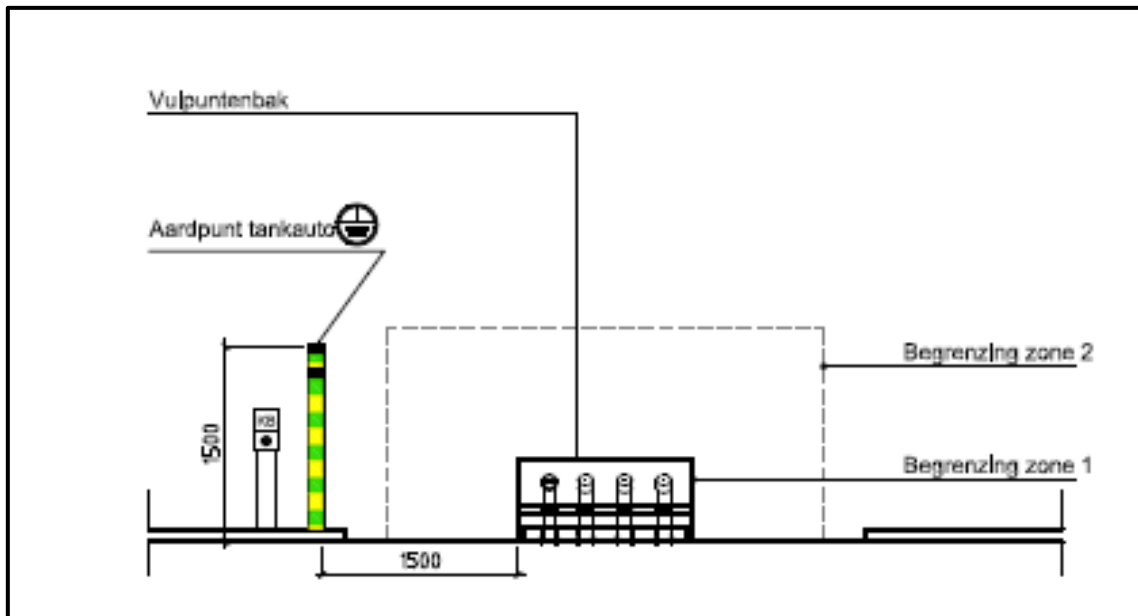 Vulpuntenbak
Aardpunt tankauto
Begrenzing zone 2
KB
Begrenzing zone 1
1500
1500